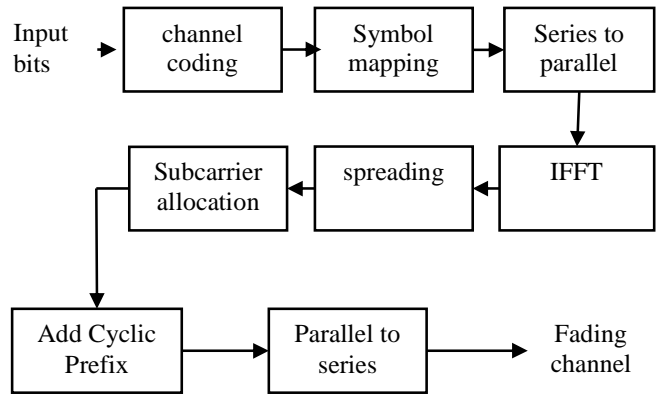 Input
bits
channel
coding
Symbol
mapping
Series to
parallel
IFFT
spreading
Subcarrier
allocation
Add Cyclic
Prefix
Parallel to
series
Fading
channel